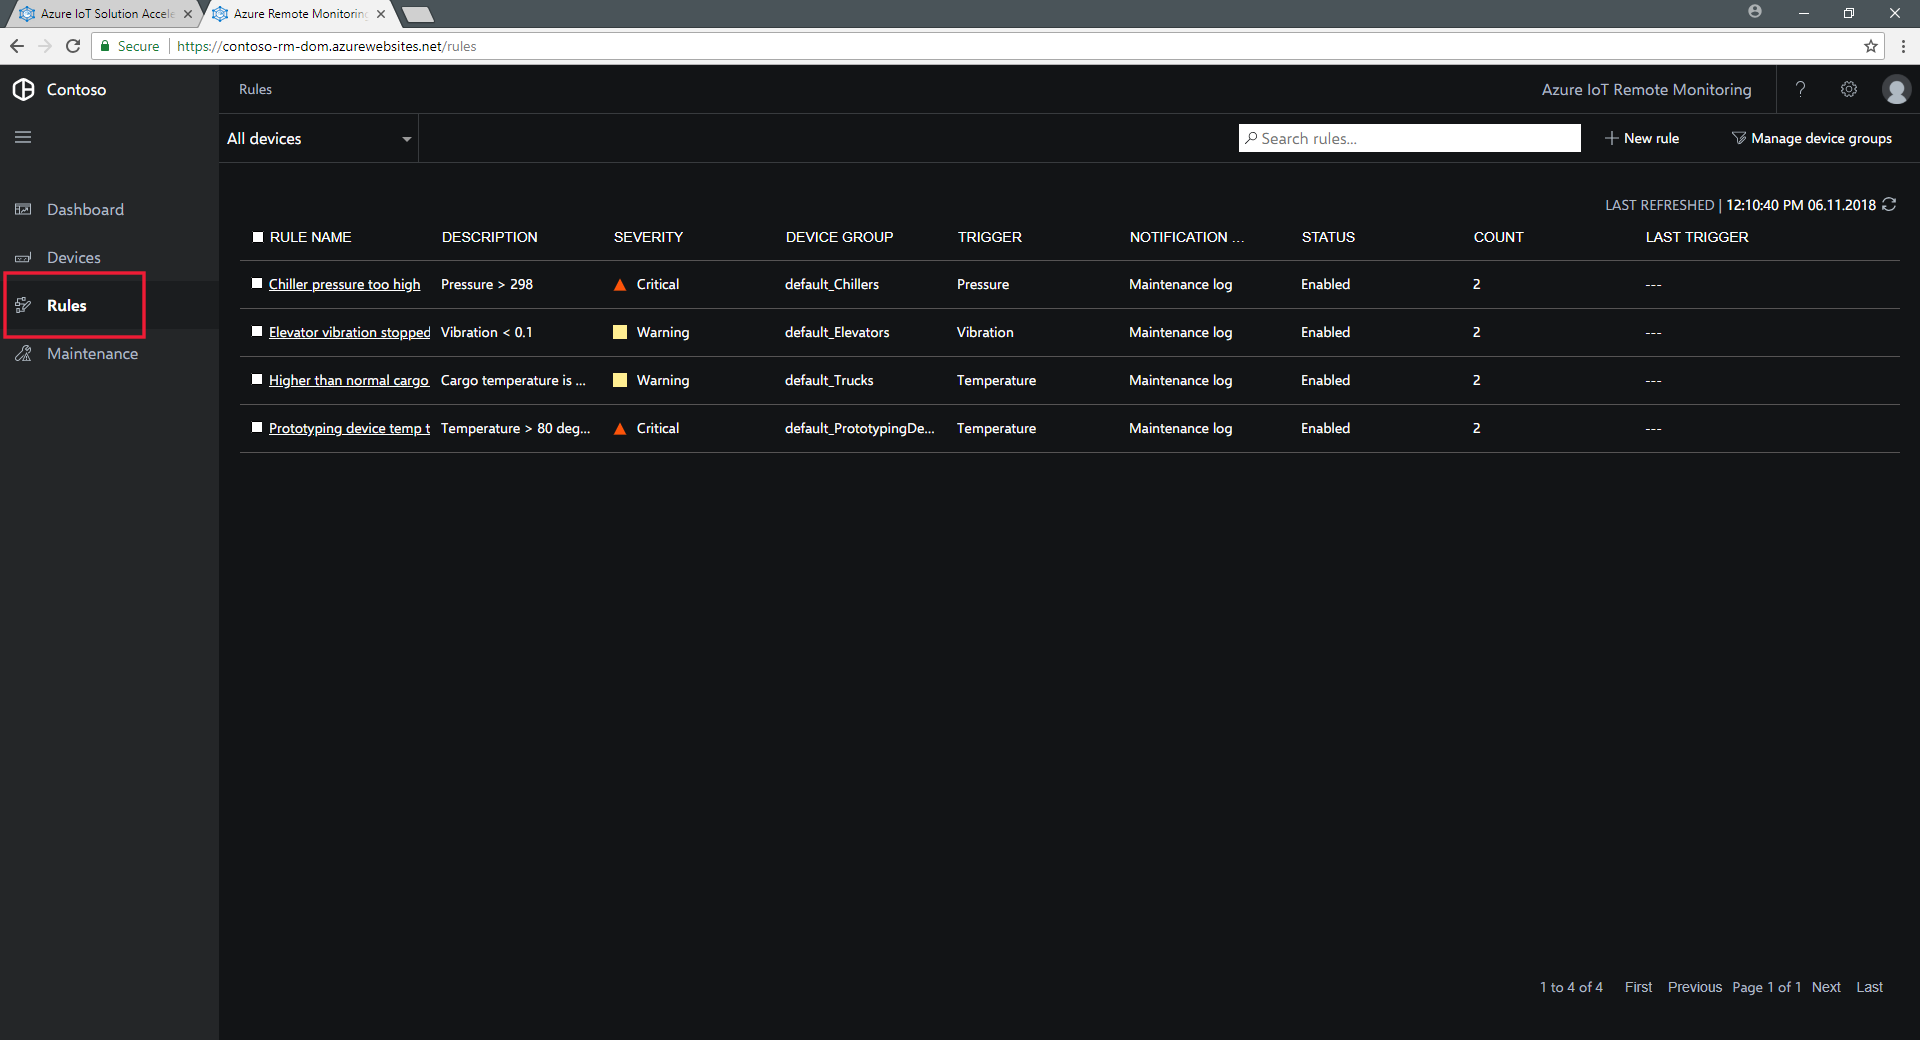 Azure IoT Solution Accele
Azure Remote Monitoring
Secure https://contoso-rm-dom.azurewebsites.net/rules
Contoso
Rules
Azure IoT Remote Monitoring
?
All devices
Search rules...
New rule
Manage device groups
Dashboard
Devices
Rules
Maintenance
LAST REFRESHED | 12:10:40 PM 06.11.2018
RULE NAME DESCRIPTION SEVERITY DEVICE GROUP TRIGGER NOTIFICATION ... STATUS COUNT LAST TRIGGER
Chiller pressure too high Pressure > 298 Critical default_Chillers Pressure Maintenance log Enabled 2 ---
Elevator vibration stopped Vibration < 0.1 Warning default_Elevators Vibration Maintenance log Enabled 2 ---
Higher than normal cargo Cargo temperature is ... Warning default_Trucks Temperature Maintenance log Enabled 2 ---
Prototyping device temp t Temperature > 80 deg... Critical default_PrototypingDe... Temperature Maintenance log Enabled 2 ---
1 to 4 of 4 First Previous Page 1 of 1 Next Last